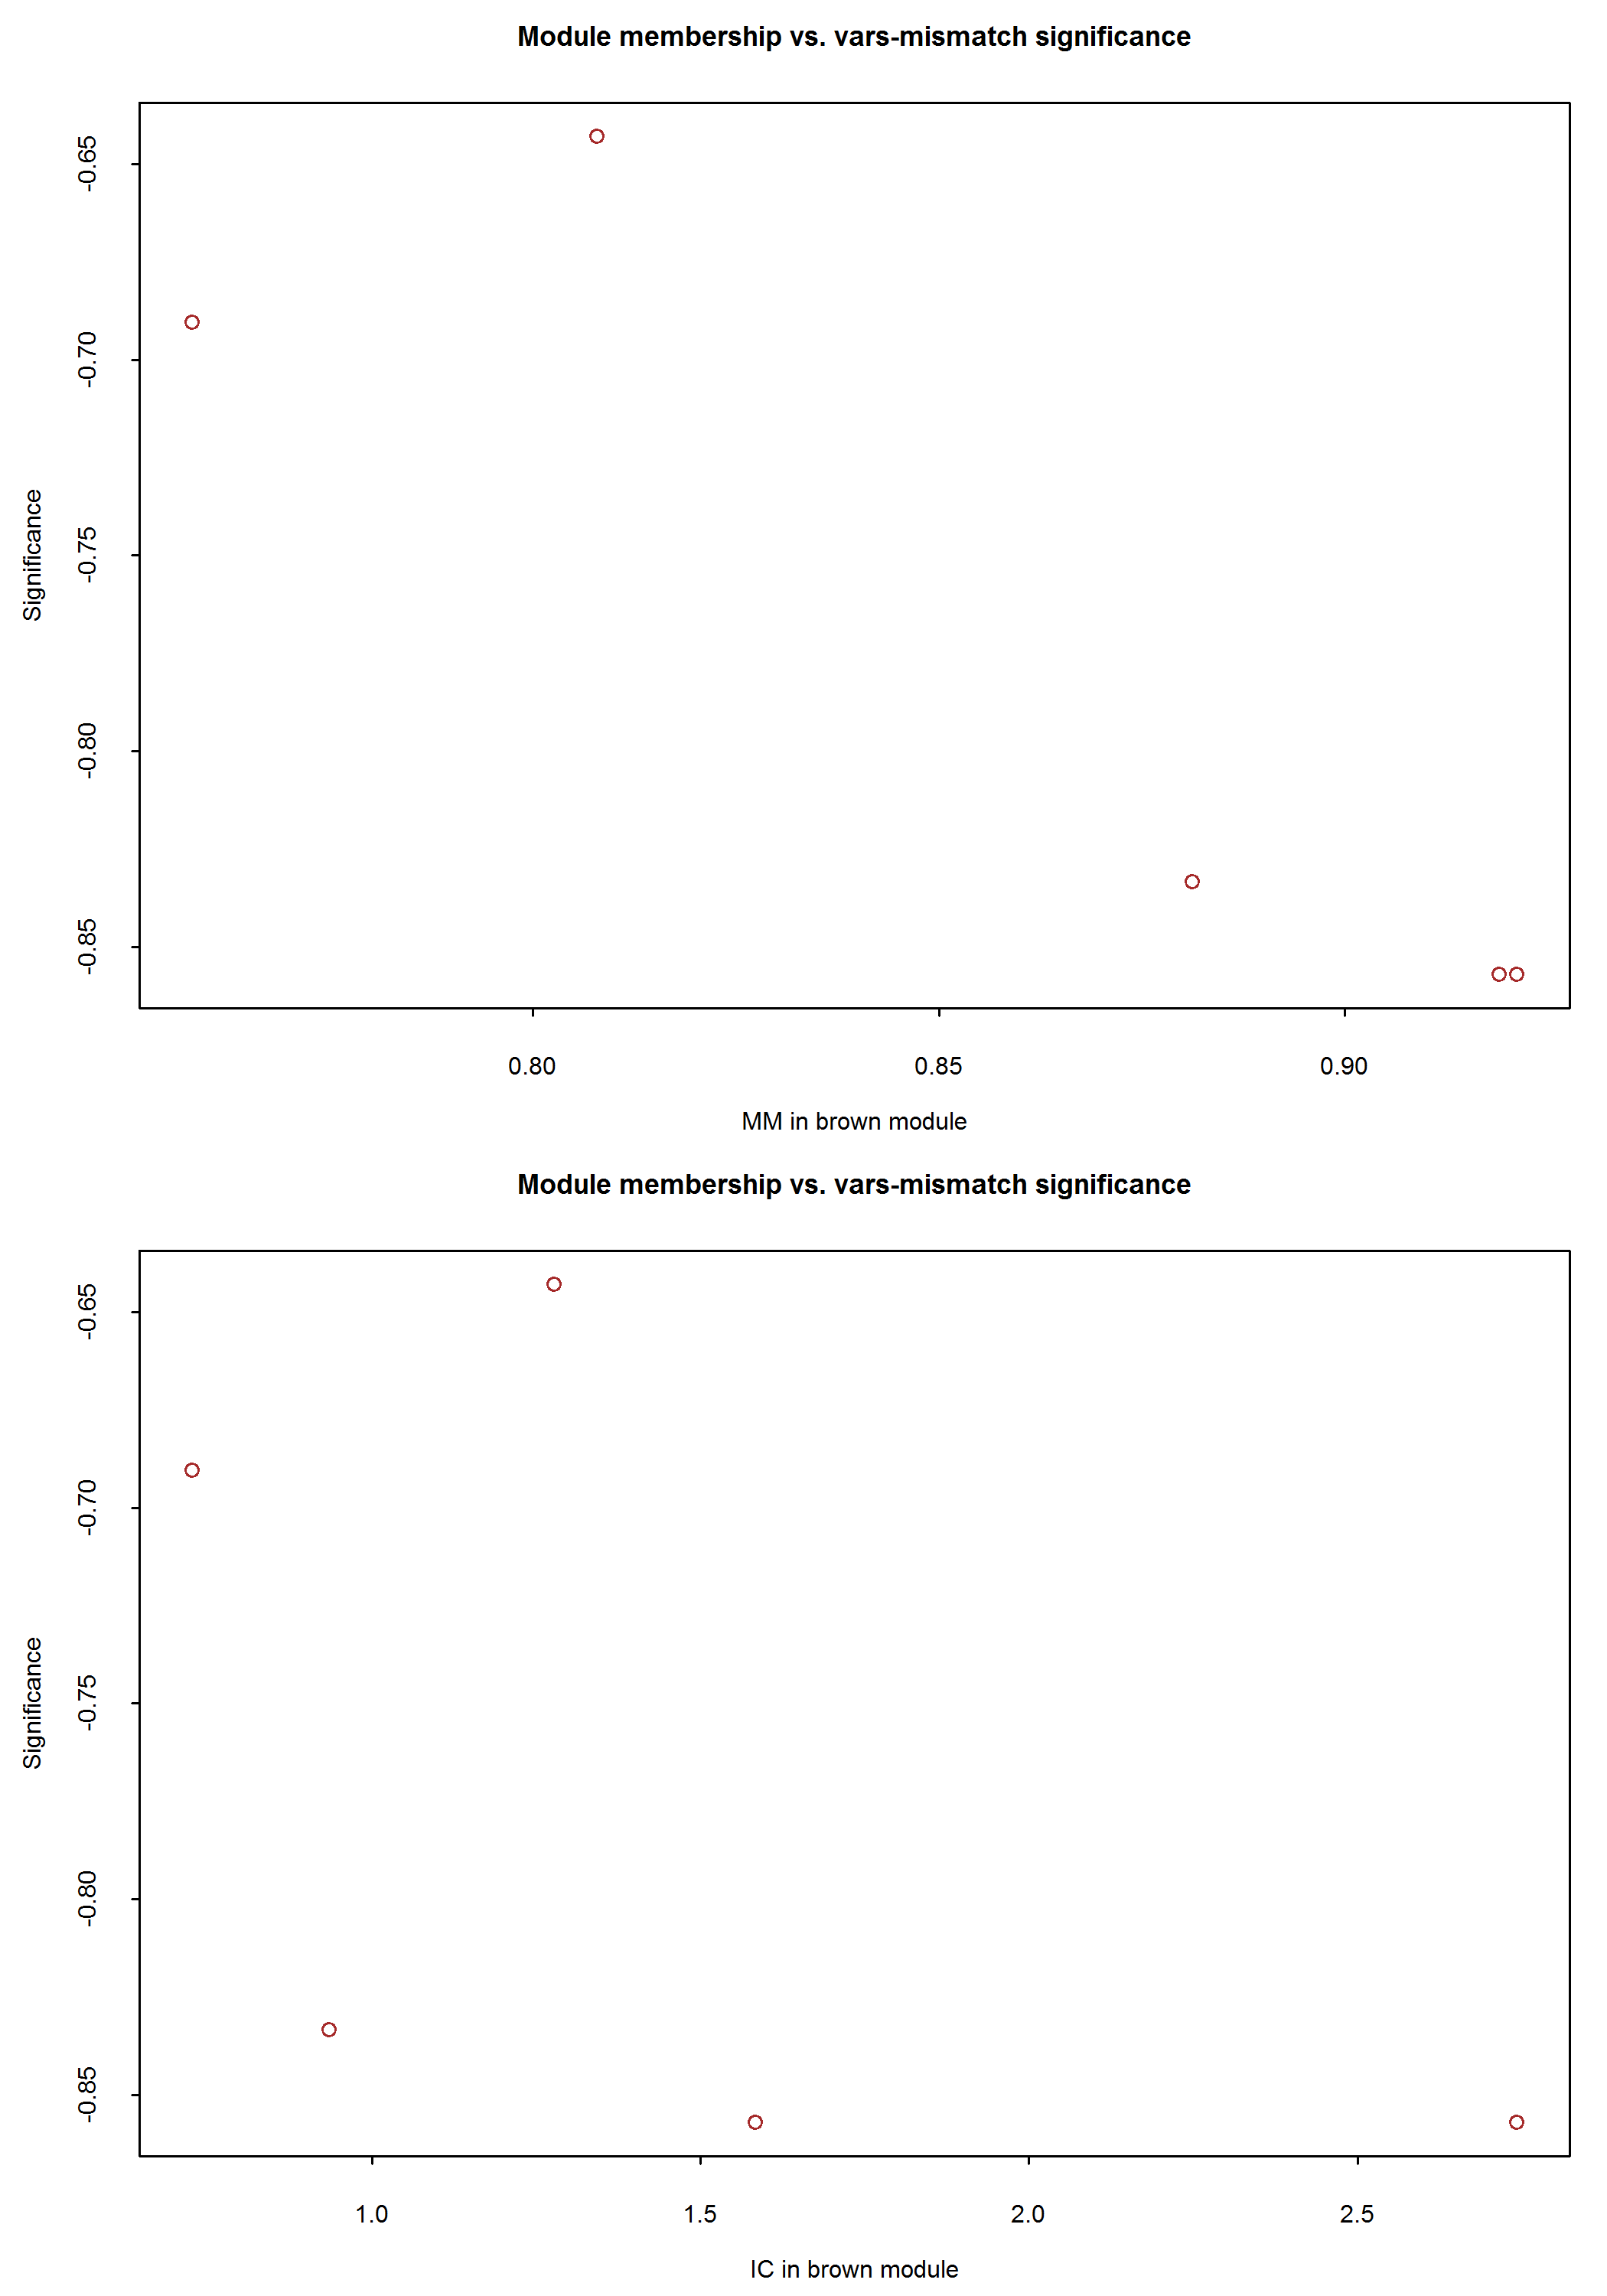 Module membership vs. vars-mismatch significance
Significance
-0.65
-0.70
-0.75
-0.80
-0.85
0.80 0.85 0.90
MM in brown module
Module membership vs. vars-mismatch significance
Significance
-0.65
-0.70
-0.75
-0.80
-0.85
1.0 1.5 2.0 2.5
IC in brown module